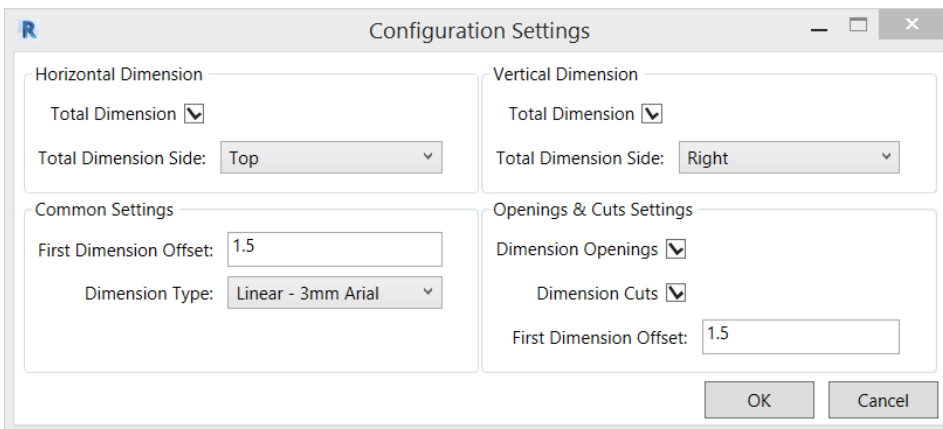 R
Configuration Settings
Horizontal Dimension
Total Dimension
Total Dimension Side: Top
Vertical Dimension
Total Dimension
Total Dimension Side: Right
Common Settings
First Dimension Offset: 1.5
Dimension Type: Linear - 3mm Arial
Openings & Cuts Settings
Dimension Openings
Dimension Cuts
First Dimension Offset: 1.5
OK
Cancel